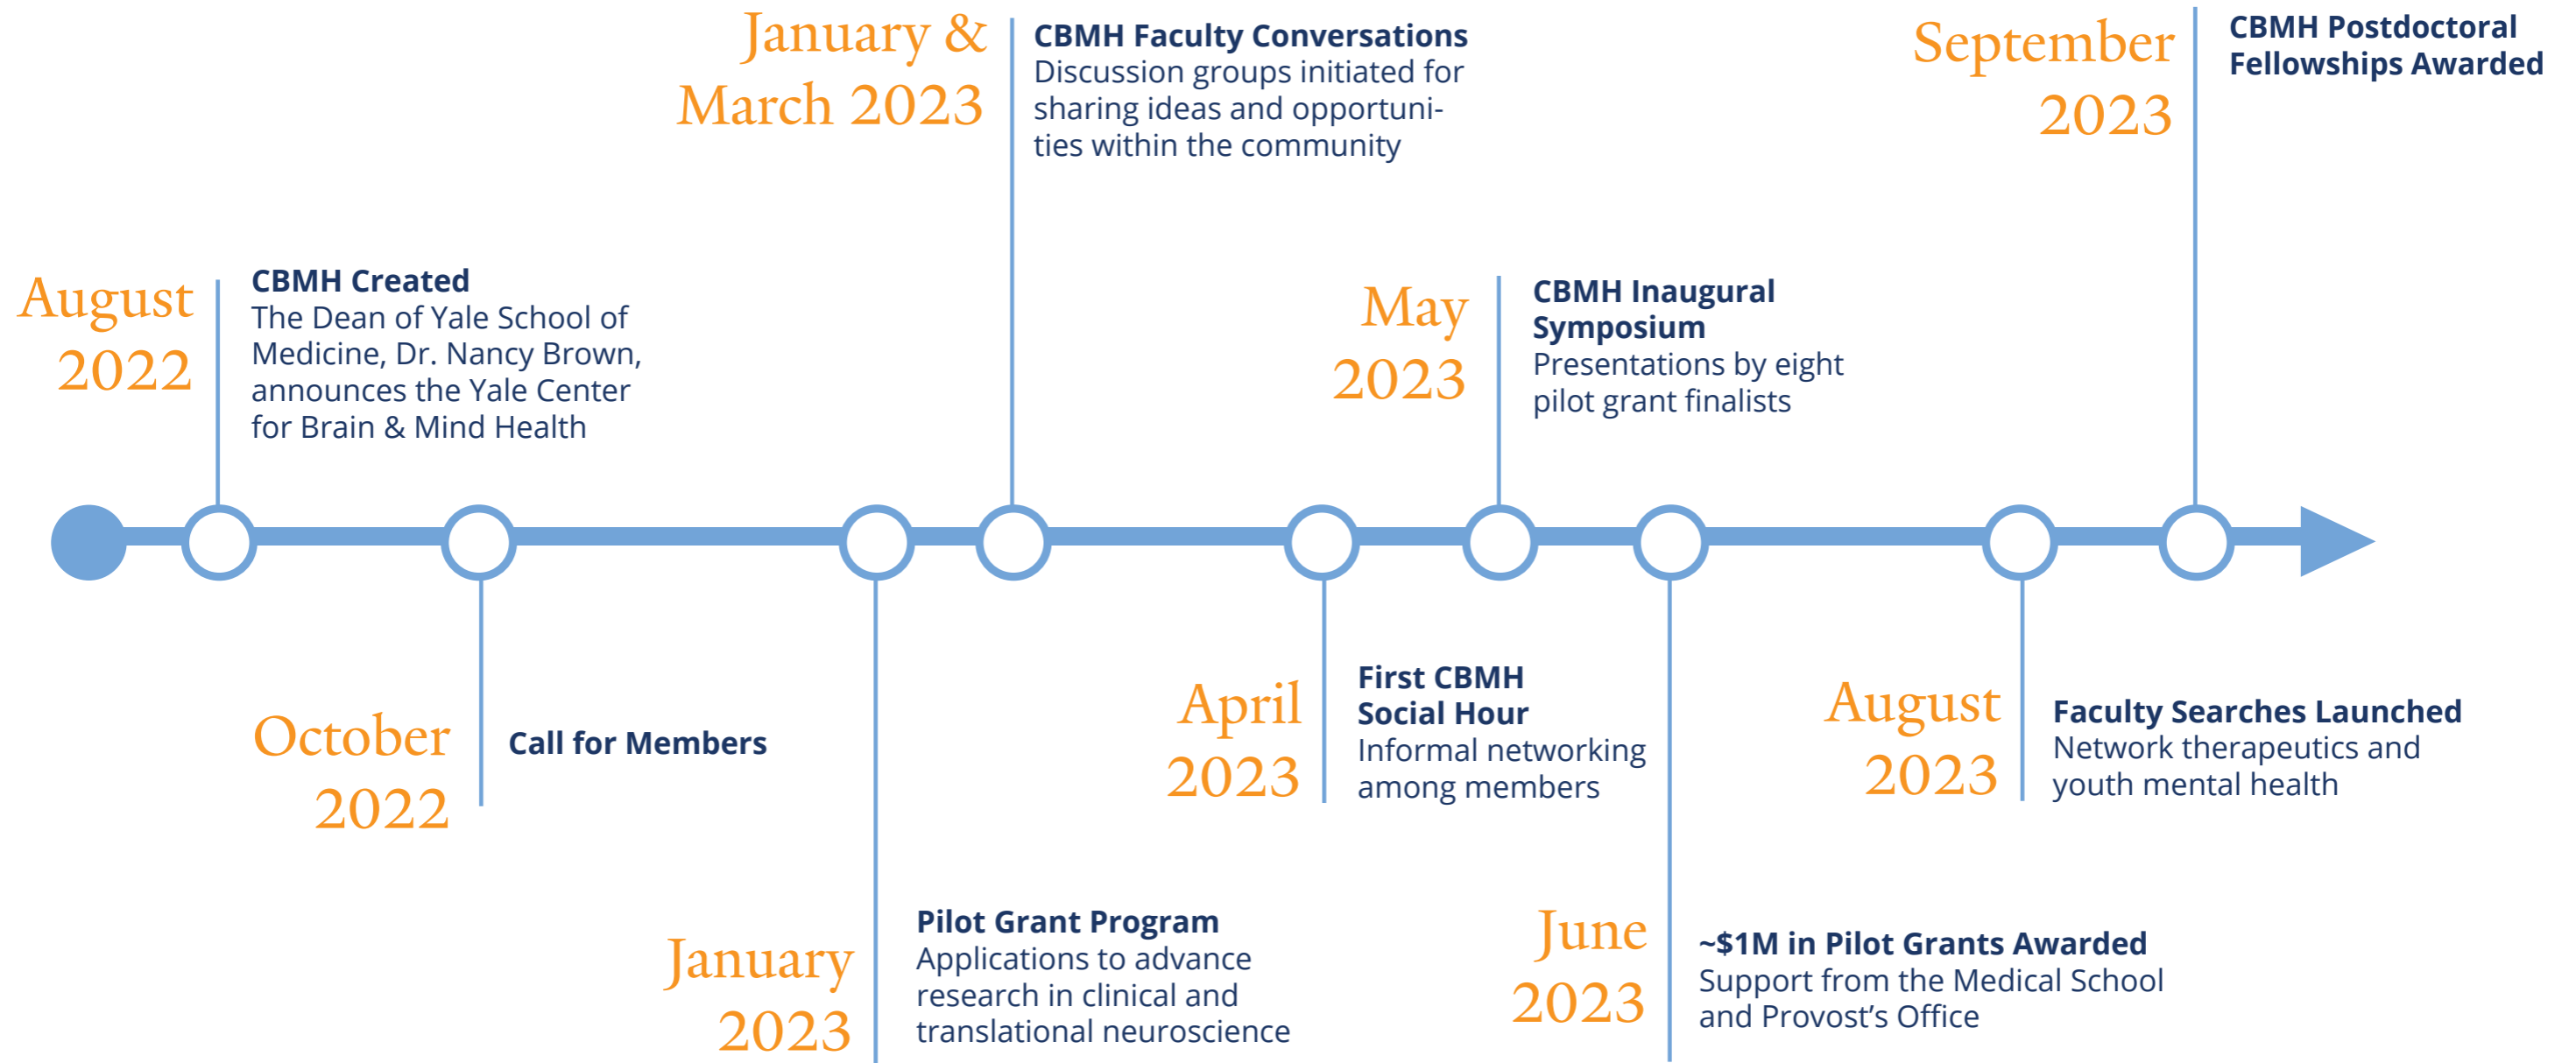 August
2022
CBMH Created
The Dean of Yale School of
Medicine, Dr. Nancy Brown,
announces the Yale Center
for Brain & Mind Health
October
2022
Call for Members
January
2023
Pilot Grant Program
Applications to advance
research in clinical and
translational neuroscience
January &
March 2023
CBMH Faculty Conversations
Discussion groups initiated for
sharing ideas and opportuni-
ties within the community
April
2023
First CBMH
Social Hour
Informal networking
among members
May
2023
CBMH Inaugural
Symposium
Presentations by eight
pilot grant finalists
June
2023
~$1M in Pilot Grants Awarded
Support from the Medical School
and Provost’s Office
August
2023
Faculty Searches Launched
Network therapeutics and
youth mental health
September
2023
CBMH Postdoctoral
Fellowships Awarded